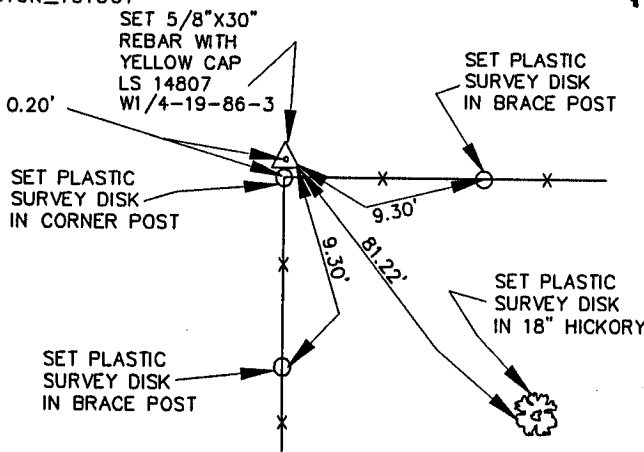 SET 5/8"X30"
REBAR WITH
YELLOW CAP
LS 14807
W1/4-19-86-3
0.20'
SET PLASTIC
SURVEY DISK
IN BRACE POST
SET PLASTIC
SURVEY DISK
IN CORNER POST
9.30'
9.30'
81.22'
SET PLASTIC
SURVEY DISK
IN 18" HICKORY
SET PLASTIC
SURVEY DISK
IN BRACE POST